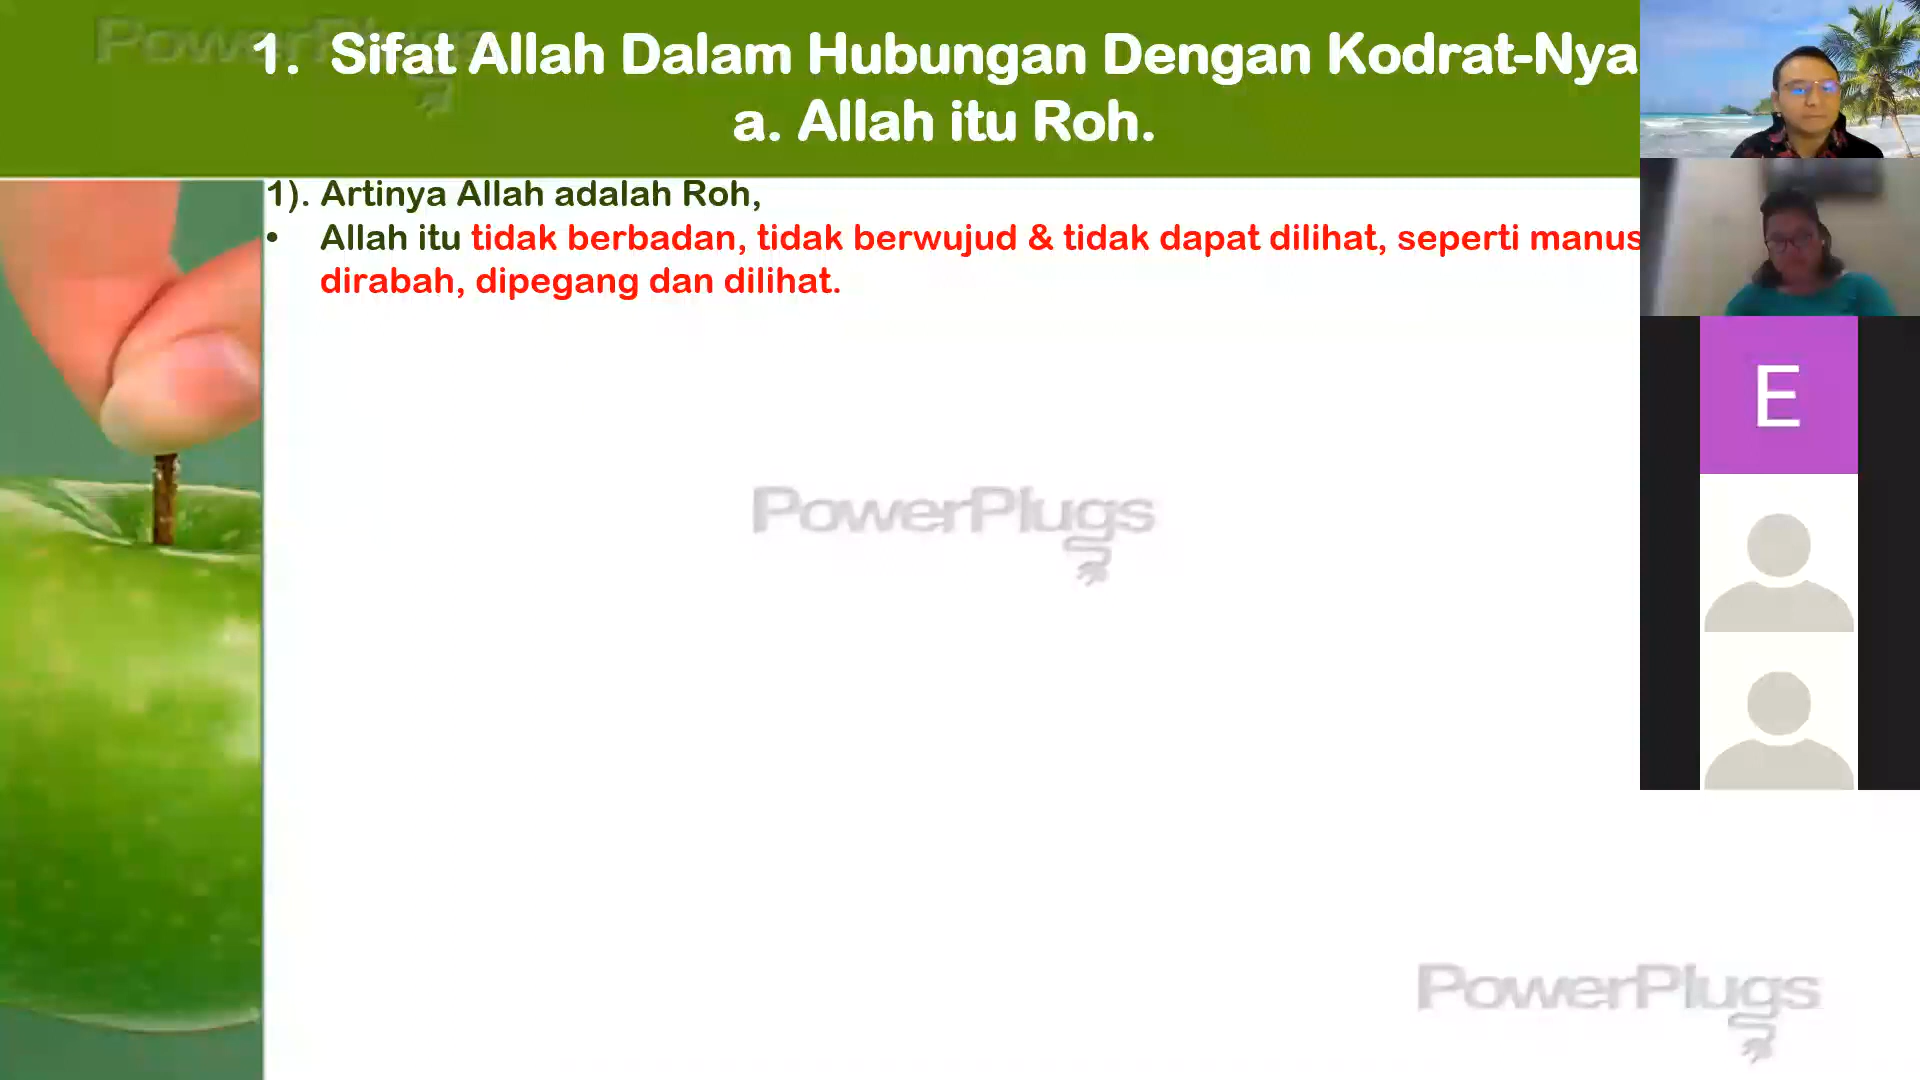 PowerPlugs
1. Sifat Allah Dalam Hubungan Dengan Kodrat-Nya
a. Allah itu Roh.
1). Artinya Allah adalah Roh,
• Allah itu tidak berbadan, tidak berwujud & tidak dapat dilihat, seperti manus
dirabah, dipegang dan dilihat.
E
PowerPlugs
PowerPlugs